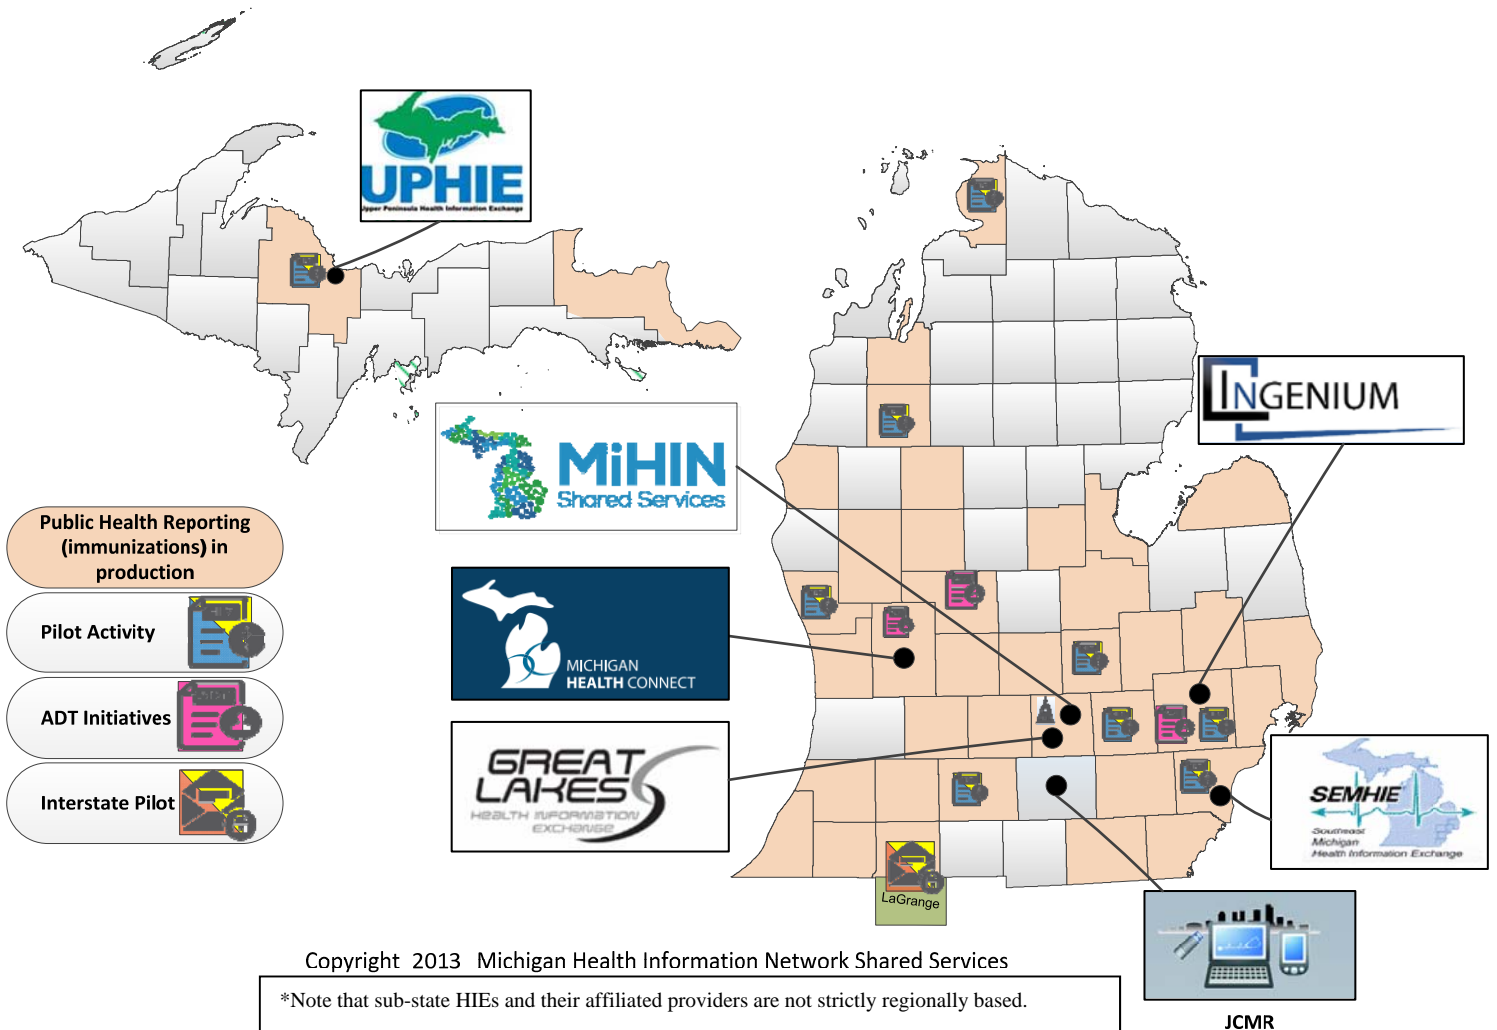 UPHIE
Upper Peninsula Health Information Exchange
INGENIUM
MiHIN
Shared Services
Public Health Reporting
(immunizations) in
production
Pilot Activity
ADT Initiatives
Interstate Pilot
MICHIGAN
HEALTH CONNECT
GREAT
LAKES
HEALTH INFORMATION
EXCHANGE
SEMHIE
Southeast
Michigan
Health Information Exchange
LaGrange
JCMR
Copyright 2013 Michigan Health Information Network Shared Services
*Note that sub-state HIEs and their affiliated providers are not strictly regionally based.